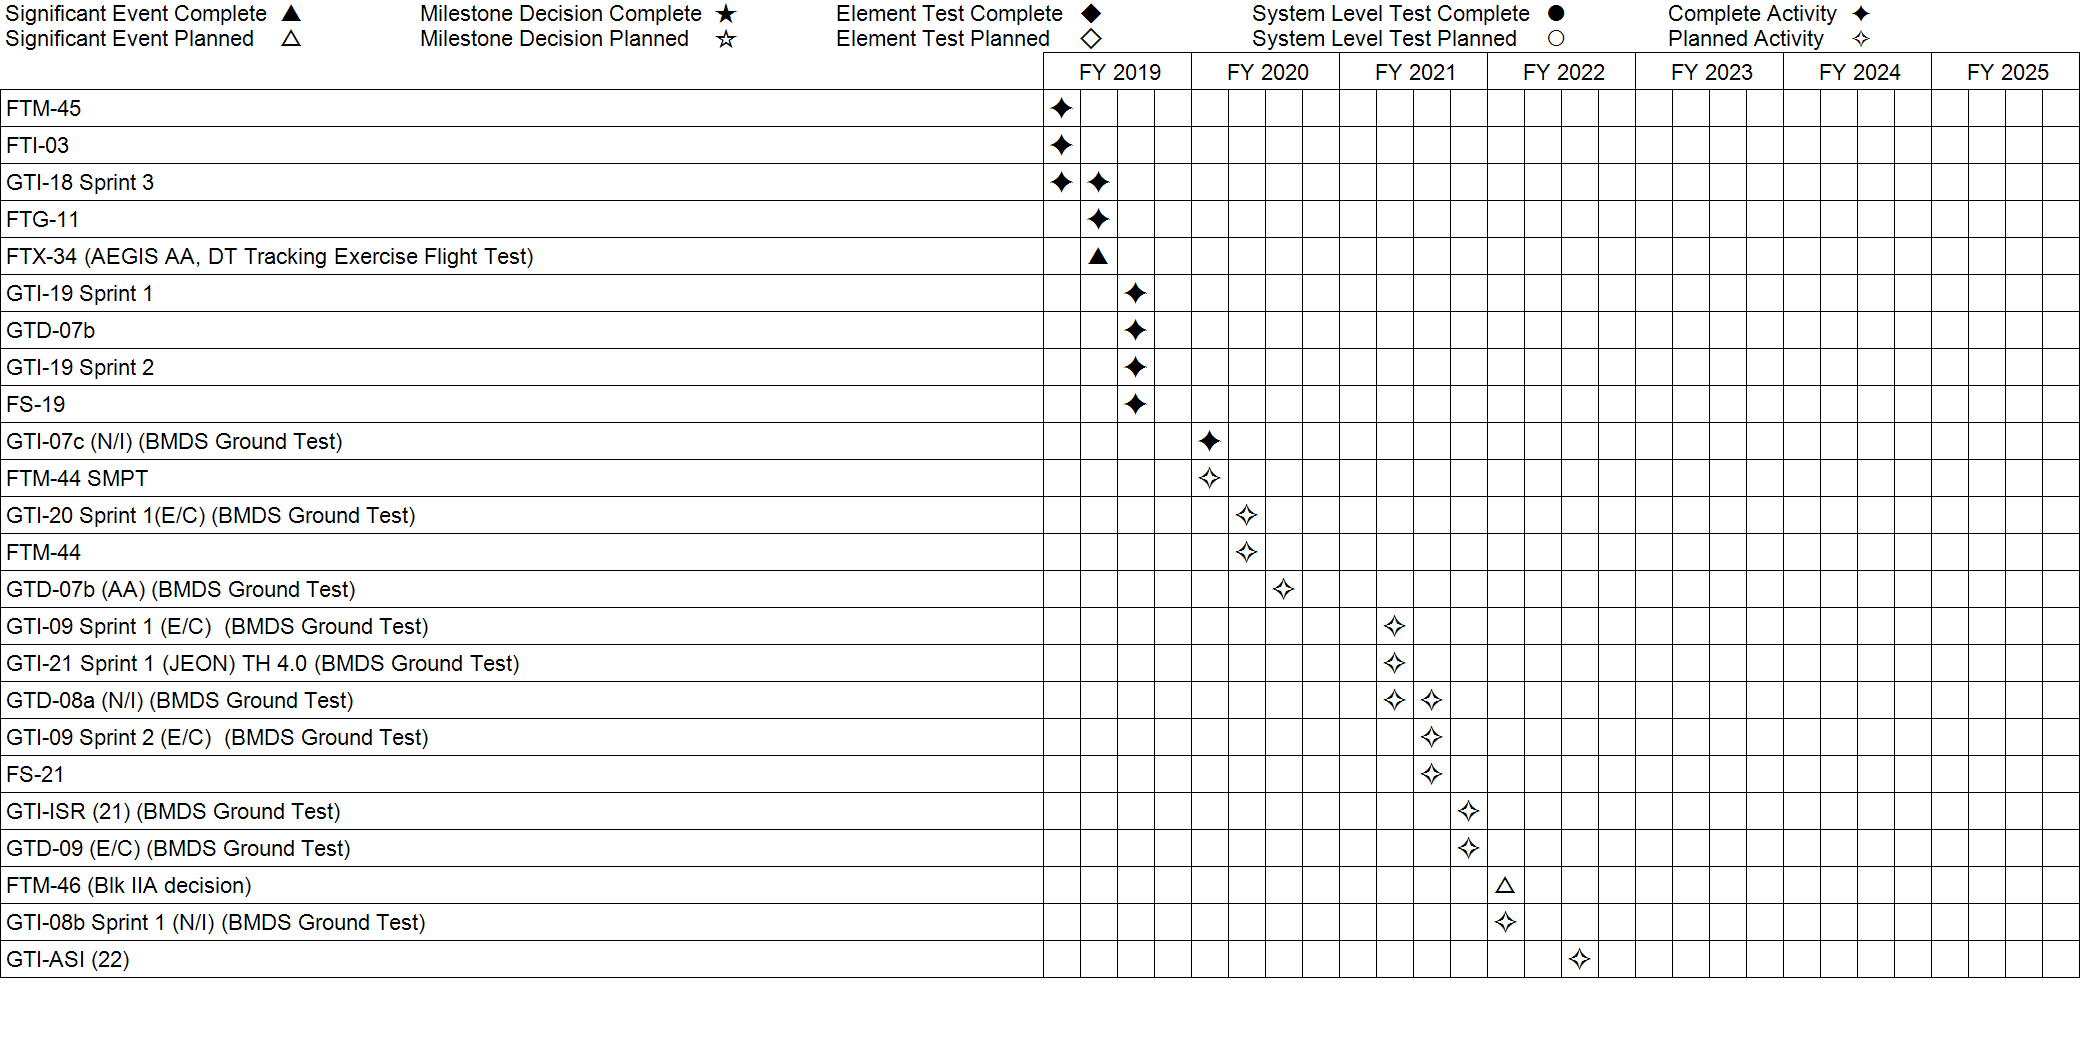 Significant Event Complete ▲ Milestone Decision Complete ★ Element Test Complete ◆ System Level Test Complete ● Complete Activity ✦
Significant Event Planned △ Milestone Decision Planned ☆ Element Test Planned ◇ System Level Test Planned ○ Planned Activity ✧
FY 2019 FY 2020 FY 2021 FY 2022 FY 2023 FY 2024 FY 2025
FTM-45
FTI-03
GTI-18 Sprint 3
FTG-11
FTX-34 (AEGIS AA, DT Tracking Exercise Flight Test)
GTI-19 Sprint 1
GTD-07b
GTI-19 Sprint 2
FS-19
GTI-07c (N/I) (BMDS Ground Test)
FTM-44 SMPT
GTI-20 Sprint 1(E/C) (BMDS Ground Test)
FTM-44
GTD-07b (AA) (BMDS Ground Test)
GTI-09 Sprint 1 (E/C)  (BMDS Ground Test)
GTI-21 Sprint 1 (JEON) TH 4.0 (BMDS Ground Test)
GTD-08a (N/I) (BMDS Ground Test)
GTI-09 Sprint 2 (E/C)  (BMDS Ground Test)
FS-21
GTI-ISR (21) (BMDS Ground Test)
GTD-09 (E/C) (BMDS Ground Test)
FTM-46 (Blk IIA decision)
GTI-08b Sprint 1 (N/I) (BMDS Ground Test)
GTI-ASI (22)